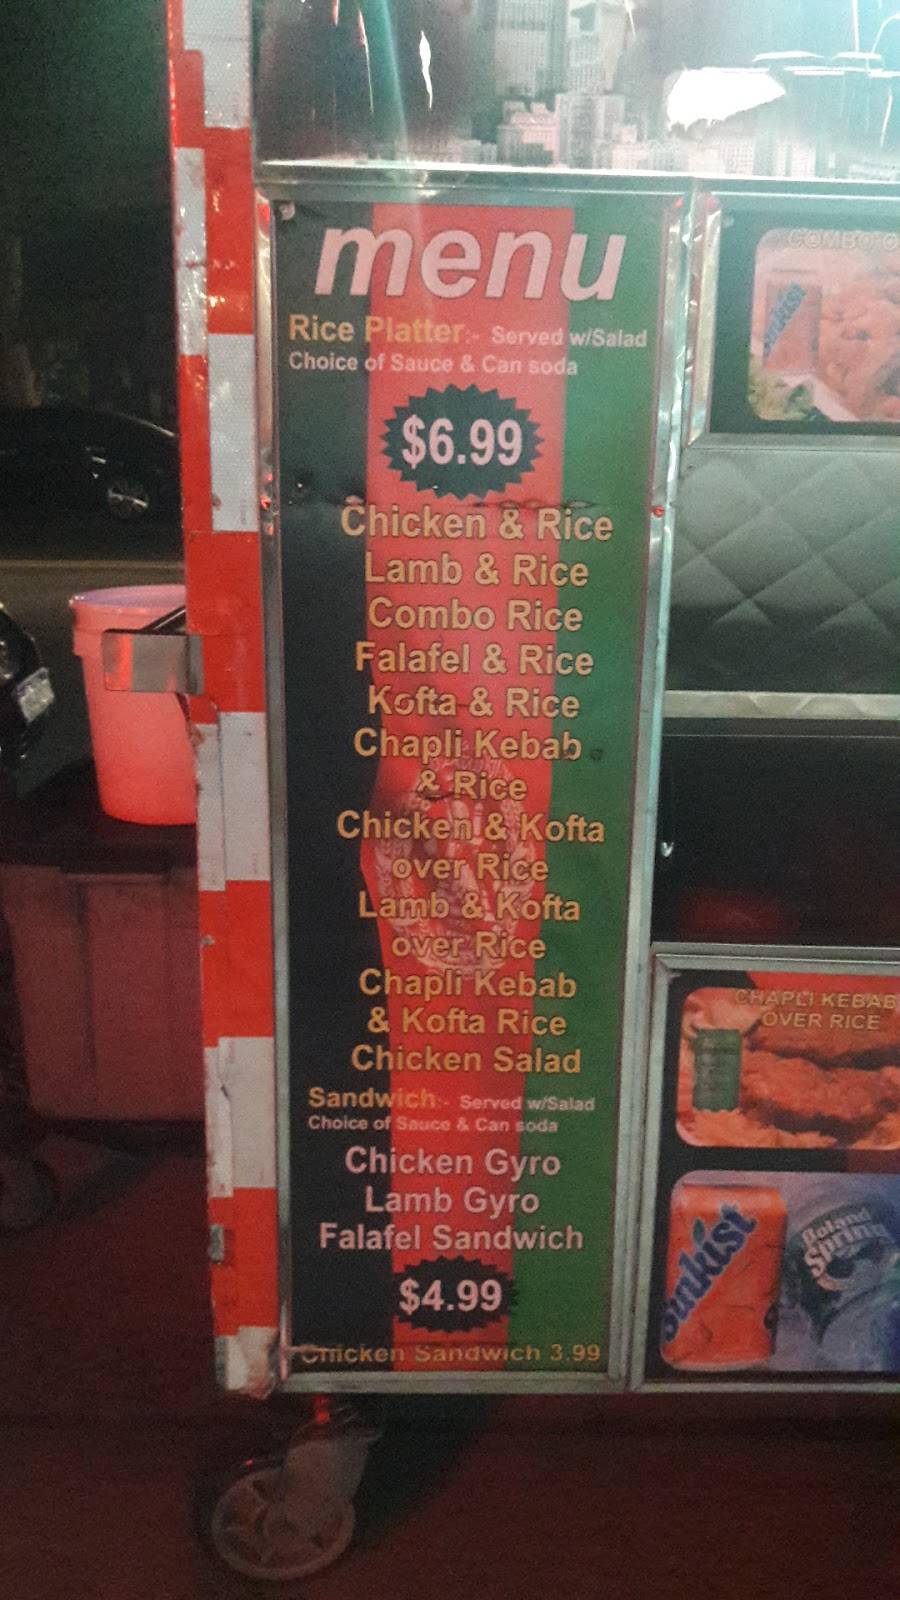 menu
Rice Platter:- Served w/Salad
Choice of Sauce & Can soda
$6.99
Chicken & Rice
Lamb & Rice
Combo Rice
Falafel & Rice
Kofta & Rice
Chapli Kebab
& Rice
Chicken & Kofta
over Rice
Lamb & Kofta
over Rice
Chapli Kebab
& Kofta Rice
Chicken Salad
Sandwich:- Served w/Salad
Choice of Sauce & Can soda
Chicken Gyro
Lamb Gyro
Falafel Sandwich
$4.99
Chicken Sandwich 3.99
COMBO O
Sunkist
CHAPLI KEBAB
OVER RICE
Sunkist
Poland
Spring